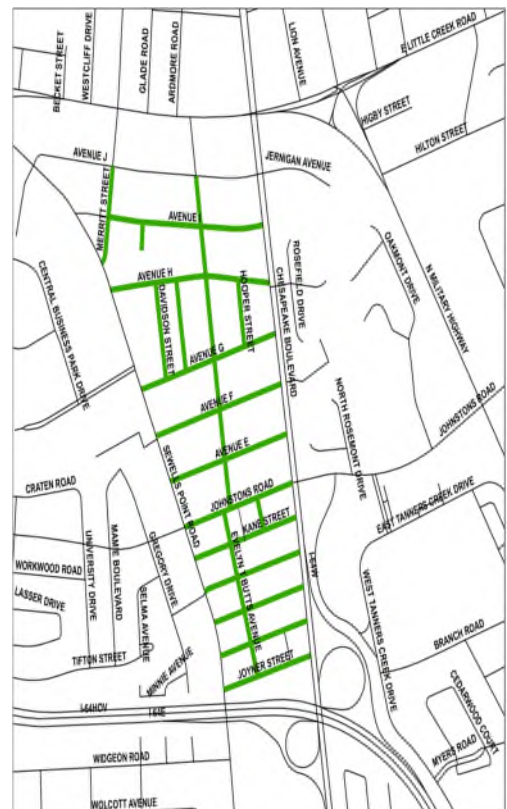 BECKET STREET
WESTCLIFF DRIVE
GLADE ROAD
ARDMORE ROAD
LION AVENUE
E LITTLE CREEK ROAD
HIGBY STREET
HILTON STREET
AVENUE J
JERNIGAN AVENUE
MERRITT STREET
AVENUE I
ROSEFIELD DRIVE
OAKMONT DRIVE
N MILITARY HIGHWAY
CENTRAL BUSINESS PARK DRIVE
AVENUE H
DAVIDSON STREET
HOOPER STREET
CHESAPEAKE BOULEVARD
AVENUE G
AVENUE F
NORTH ROSEMONT DRIVE
JOHNSTONS ROAD
AVENUE E
SEWELLS POINT ROAD
CRATEN ROAD
JOHNSTONS ROAD
EAST TANNERS CREEK DRIVE
KANE STREET
UNIVERSITY DRIVE
MAMIE BOULEVARD
GREGORY DRIVE
EVELYN T BUTTS AVENUE
I-64W
WORKWOOD ROAD
LASSER DRIVE
SELMA AVENUE
WEST TANNERS CREEK DRIVE
BRANCH ROAD
TIFTON STREET
MINNIE AVENUE
JOYNER STREET
CEDARWOOD COURT
I-64HOV
I-64E
MYERS ROAD
WIDGEON ROAD
WOLCOTT AVENUE